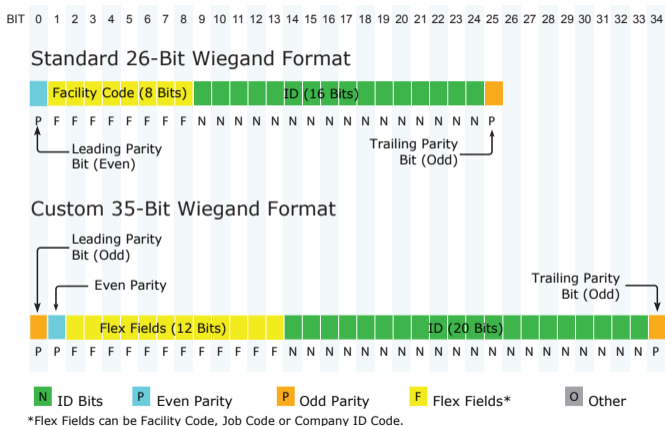 BIT 0 1 2 3 4 5 6 7 8 9 10 11 12 13 14 15 16 17 18 19 20 21 22 23 24 25 26 27 28 29 30 31 32 33 34
Standard 26-Bit Wiegand Format
Facility Code (8 Bits) ID (16 Bits)
P F F F F F F F F N N N N N N N N N N N N N N N N P
Leading Parity
Bit (Even)
Trailing Parity
Bit (Odd)
Custom 35-Bit Wiegand Format
Leading Parity
Bit (Odd)
Even Parity
Trailing Parity
Bit (Odd)
Flex Fields (12 Bits) ID (20 Bits)
P P F F F F F F F F F F F F N N N N N N N N N N N N N N N N N N N N P
N ID Bits P Even Parity P Odd Parity F Flex Fields* O Other
*Flex Fields can be Facility Code, Job Code or Company ID Code.